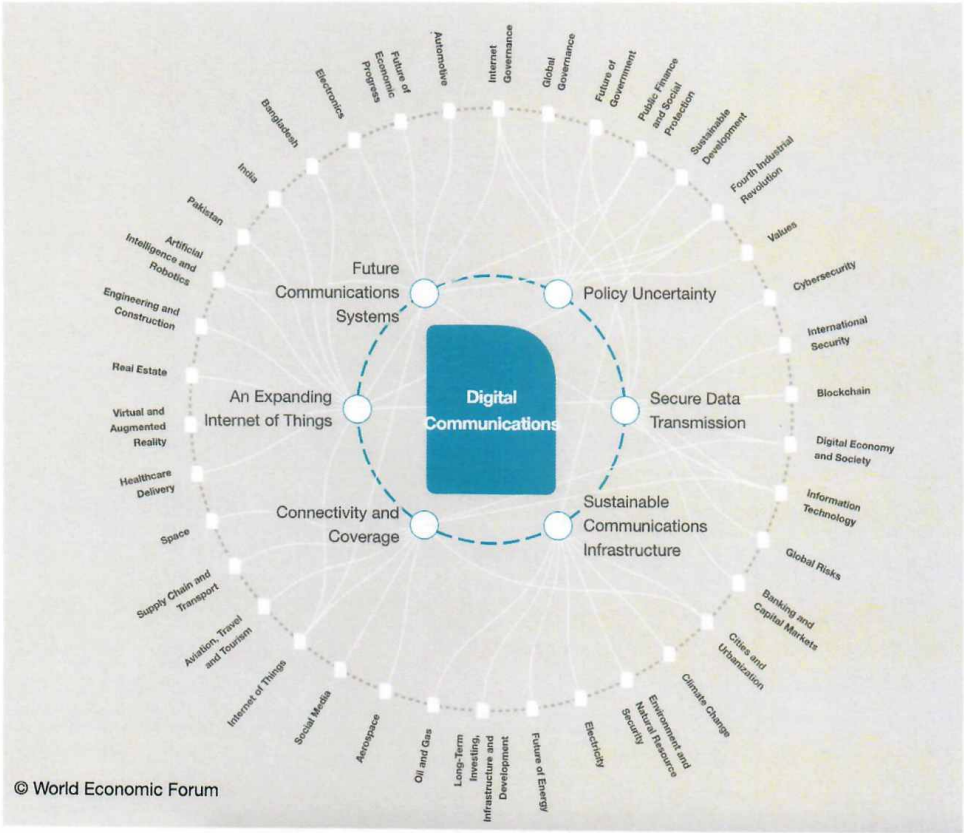 Internet
Governance
Global
Governance
Future of
Government
Public Finance
and Social
Protection
Sustainable
Development
Fourth Industrial
Revolution
Values
Cybersecurity
International
Security
Blockchain
Digital Economy
and Society
Information
Technology
Global Risks
Banking and
Capital Markets
Cities and
Urbanization
Climate Change
Environment and
Natural Resource
Security
Electricity
Future of Energy
Long-Term
Investing,
Infrastructure and
Development
Oil and Gas
Aerospace
Social Media
Internet of Things
Aviation, Travel
and Tourism
Supply Chain and
Transport
Space
Healthcare
Delivery
Virtual and
Augmented
Reality
Real Estate
Engineering and
Construction
Artificial
Intelligence and
Robotics
Pakistan
India
Bangladesh
Electronics
Future of
Economic
Progress
Automotive
Future
Communications
Systems
Policy Uncertainty
An Expanding
Internet of Things
Digital
Communications
Secure Data
Transmission
Connectivity and
Coverage
Sustainable
Communications
Infrastructure
© World Economic Forum